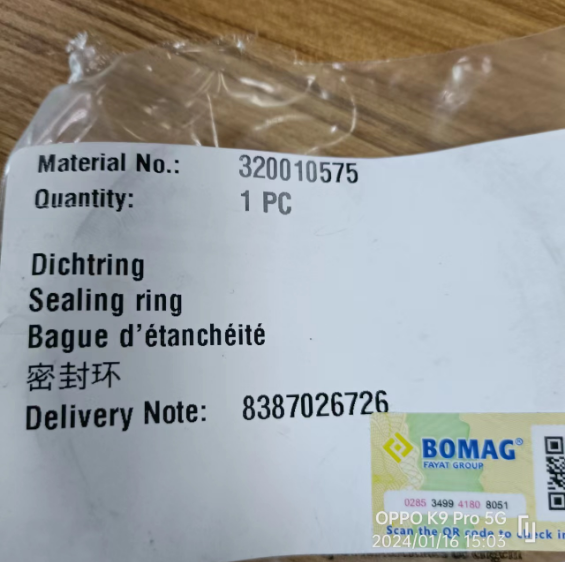 Material No.: 320010575
Quantity: 1 PC
Dichtring
Sealing ring
Bague d'étanchéité
密封环
Delivery Note: 8387026726
BOMAG®
FAYAT GROUP
0285 3499 4180 8051
OPPO K9 Pro 5G
Scan the QR code to check in
2024/01/16 15:03